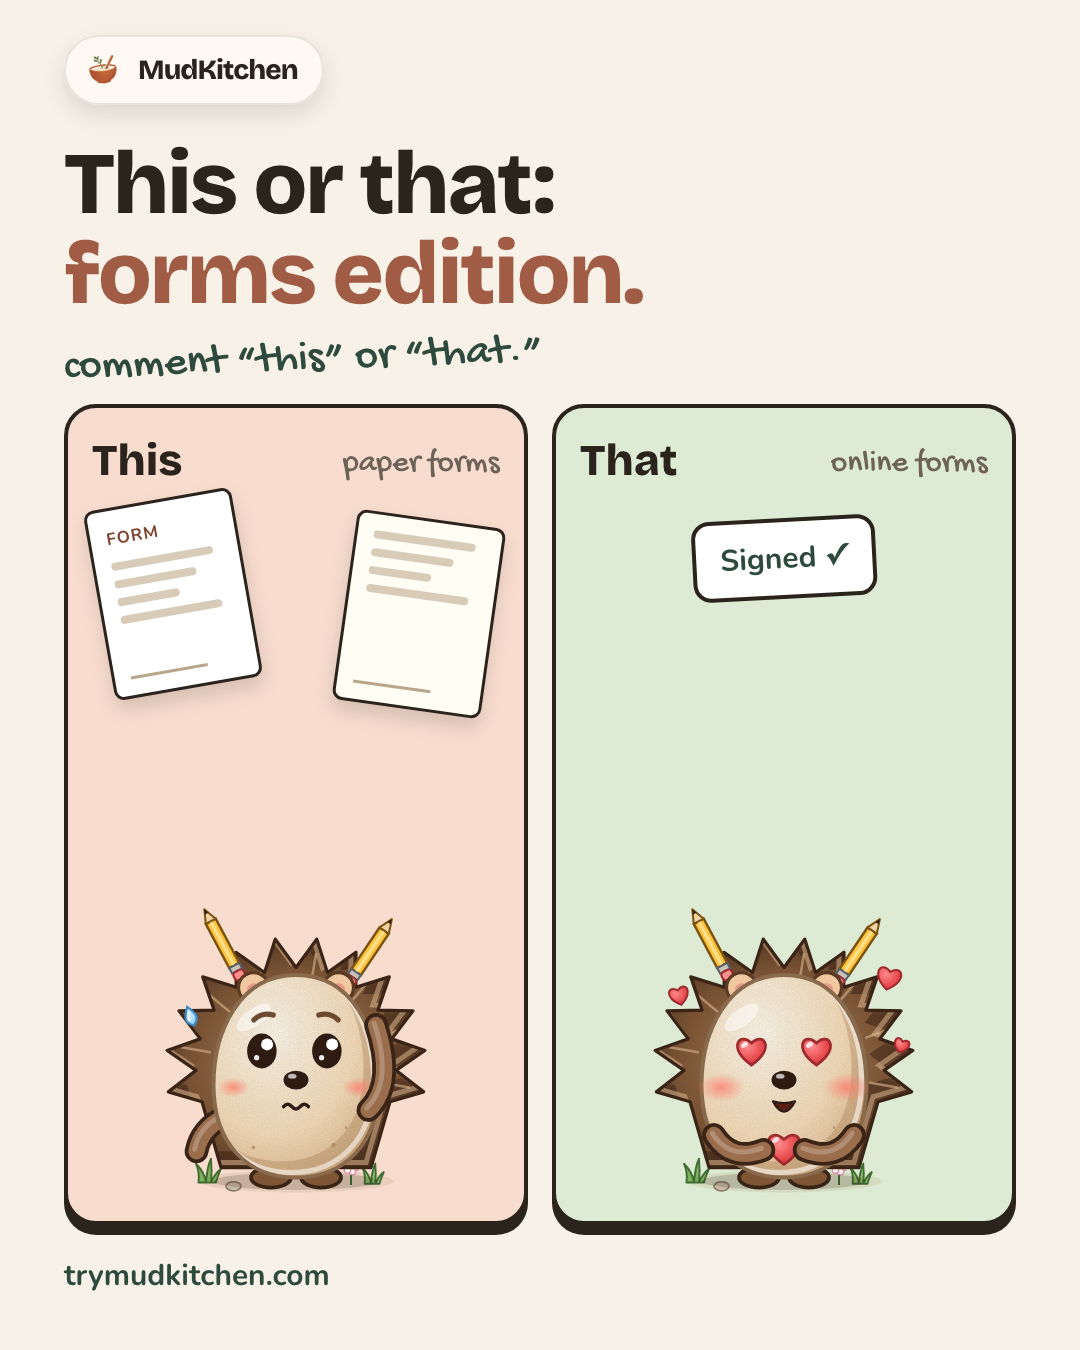 MudKitchen
This or that:
forms edition.
comment “this” or “that.”
This
paper forms
FORM
That
online forms
Signed ✓
trymudkitchen.com